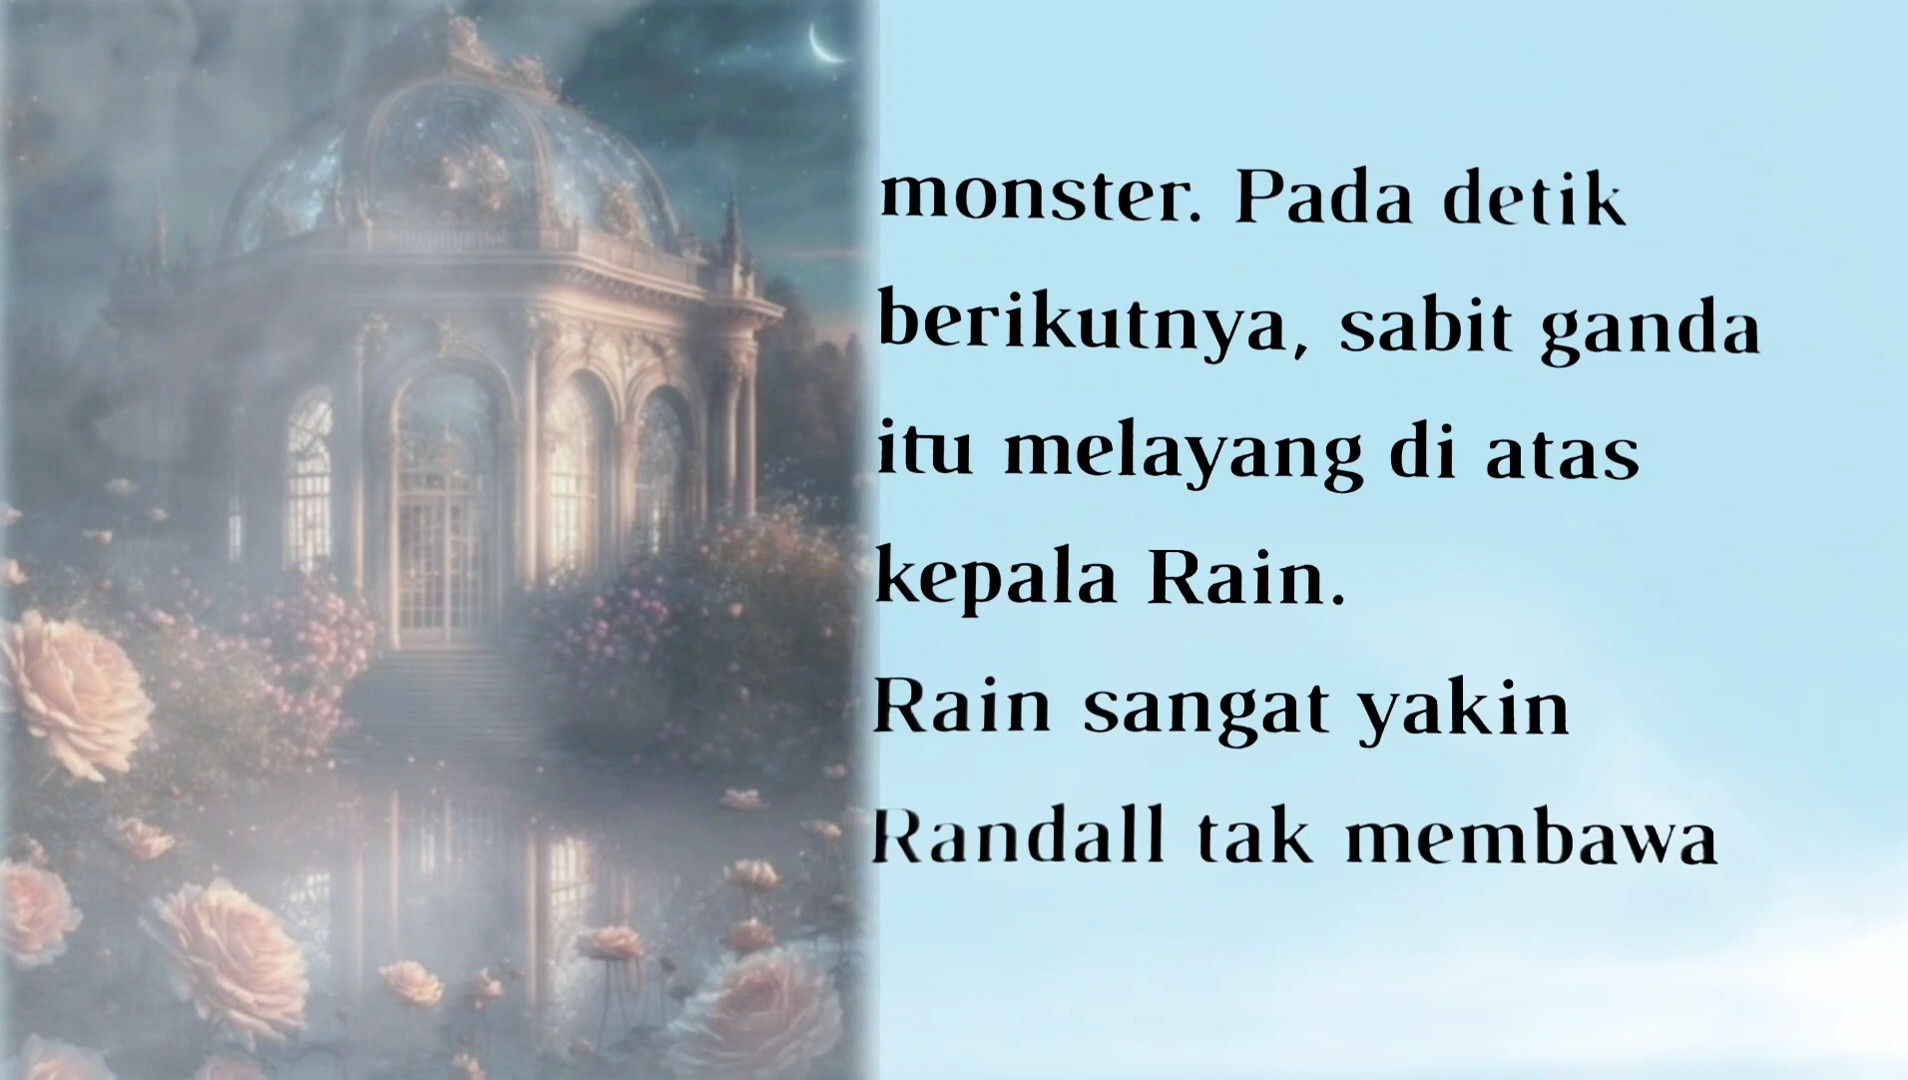 monster. Pada detik
berikutnya, sabit ganda
itu melayang di atas
kepala Rain.
Rain sangat yakin
Randall tak membawa